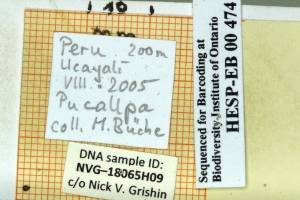 Peru 200m
Ucayali
VIII. 2005
Pucallpa
coll. M. Büche
DNA sample ID:
NVG-18065H09
c/o Nick V. Grishin
Sequenced for Barcoding at
Biodiversity Institute of Ontario
HESP-EB 00 474